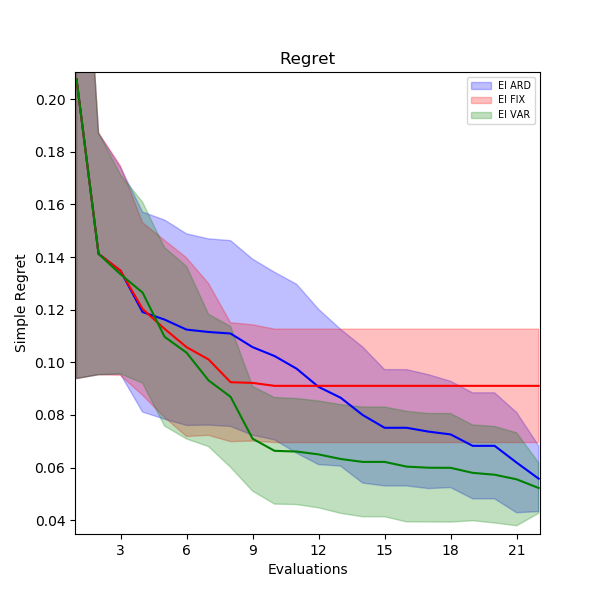 Regret
0.20
0.18
0.16
0.14
0.12
0.10
0.08
0.06
0.04
Simple Regret
EI ARD
EI FIX
EI VAR
3 6 9 12 15 18 21
Evaluations